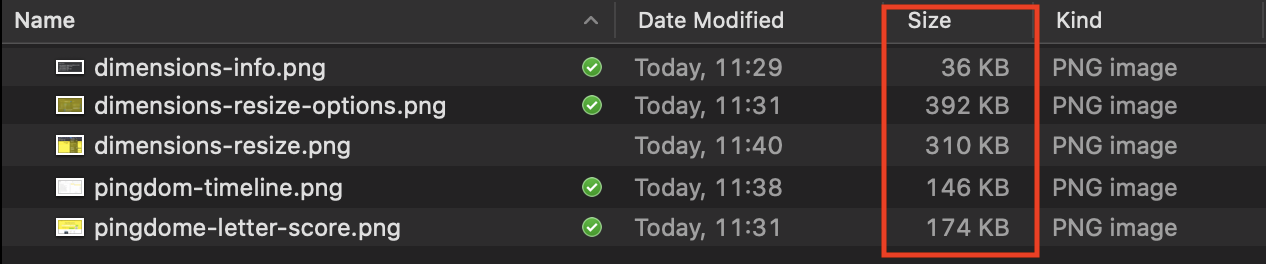 Name Date Modified Size Kind
dimensions-info.png Today, 11:29 36 KB PNG image
dimensions-resize-options.png Today, 11:31 392 KB PNG image
dimensions-resize.png Today, 11:40 310 KB PNG image
pingdom-timeline.png Today, 11:38 146 KB PNG image
pingdome-letter-score.png Today, 11:31 174 KB PNG image